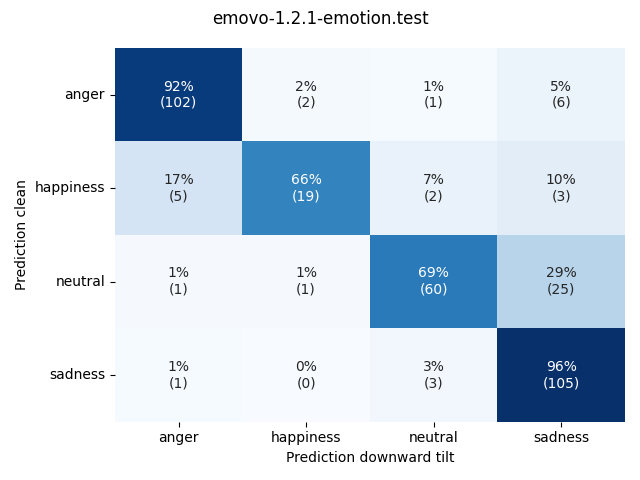 emovo-1.2.1-emotion.test
Prediction clean
anger
92% 2% 1% 5%
(102) (2) (1) (6)
happiness
17% 66% 7% 10%
(5) (19) (2) (3)
neutral
1% 1% 69% 29%
(1) (1) (60) (25)
sadness
1% 0% 3% 96%
(1) (0) (3) (105)
anger happiness neutral sadness
Prediction downward tilt